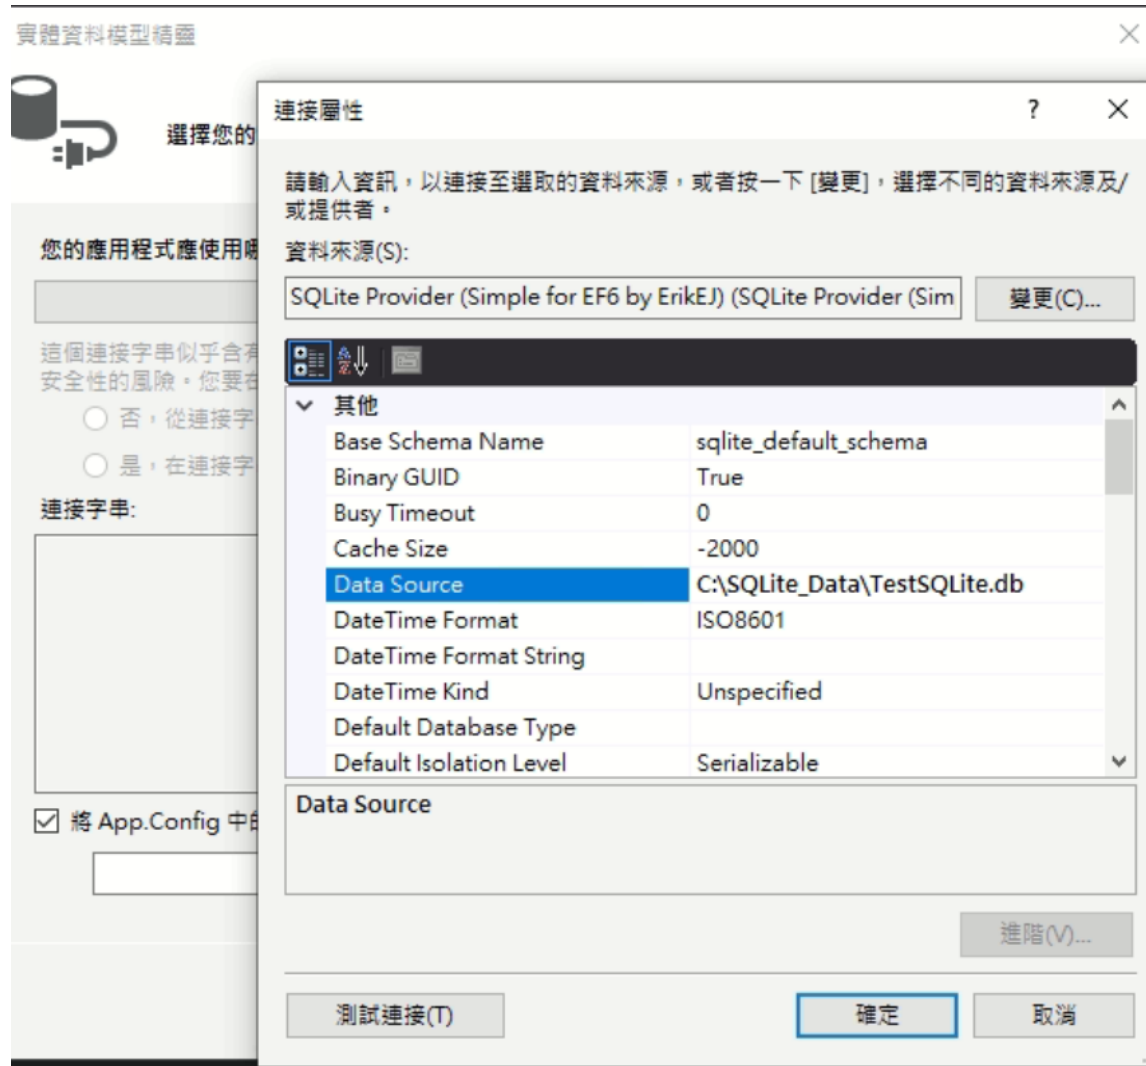 實體資料模型精靈
連接屬性
?
選擇您的
請輸入資訊，以連接至選取的資料來源，或者按一下 [變更]，選擇不同的資料來源及/
或提供者。
您的應用程式應使用哪
資料來源(S):
SQLite Provider (Simple for EF6 by ErikEJ) (SQLite Provider (Sim
變更(C)...
這個連接字串似乎含有
安全性的風險。您要在
否，從連接字
是，在連接字
連接字串:
其他
Base Schema Name sqlite_default_schema
Binary GUID True
Busy Timeout 0
Cache Size -2000
Data Source C:\SQLite_Data\TestSQLite.db
DateTime Format ISO8601
DateTime Format String
DateTime Kind Unspecified
Default Database Type
Default Isolation Level Serializable
Data Source
將 App.Config 中的
進階(V)...
測試連接(T)
確定
取消